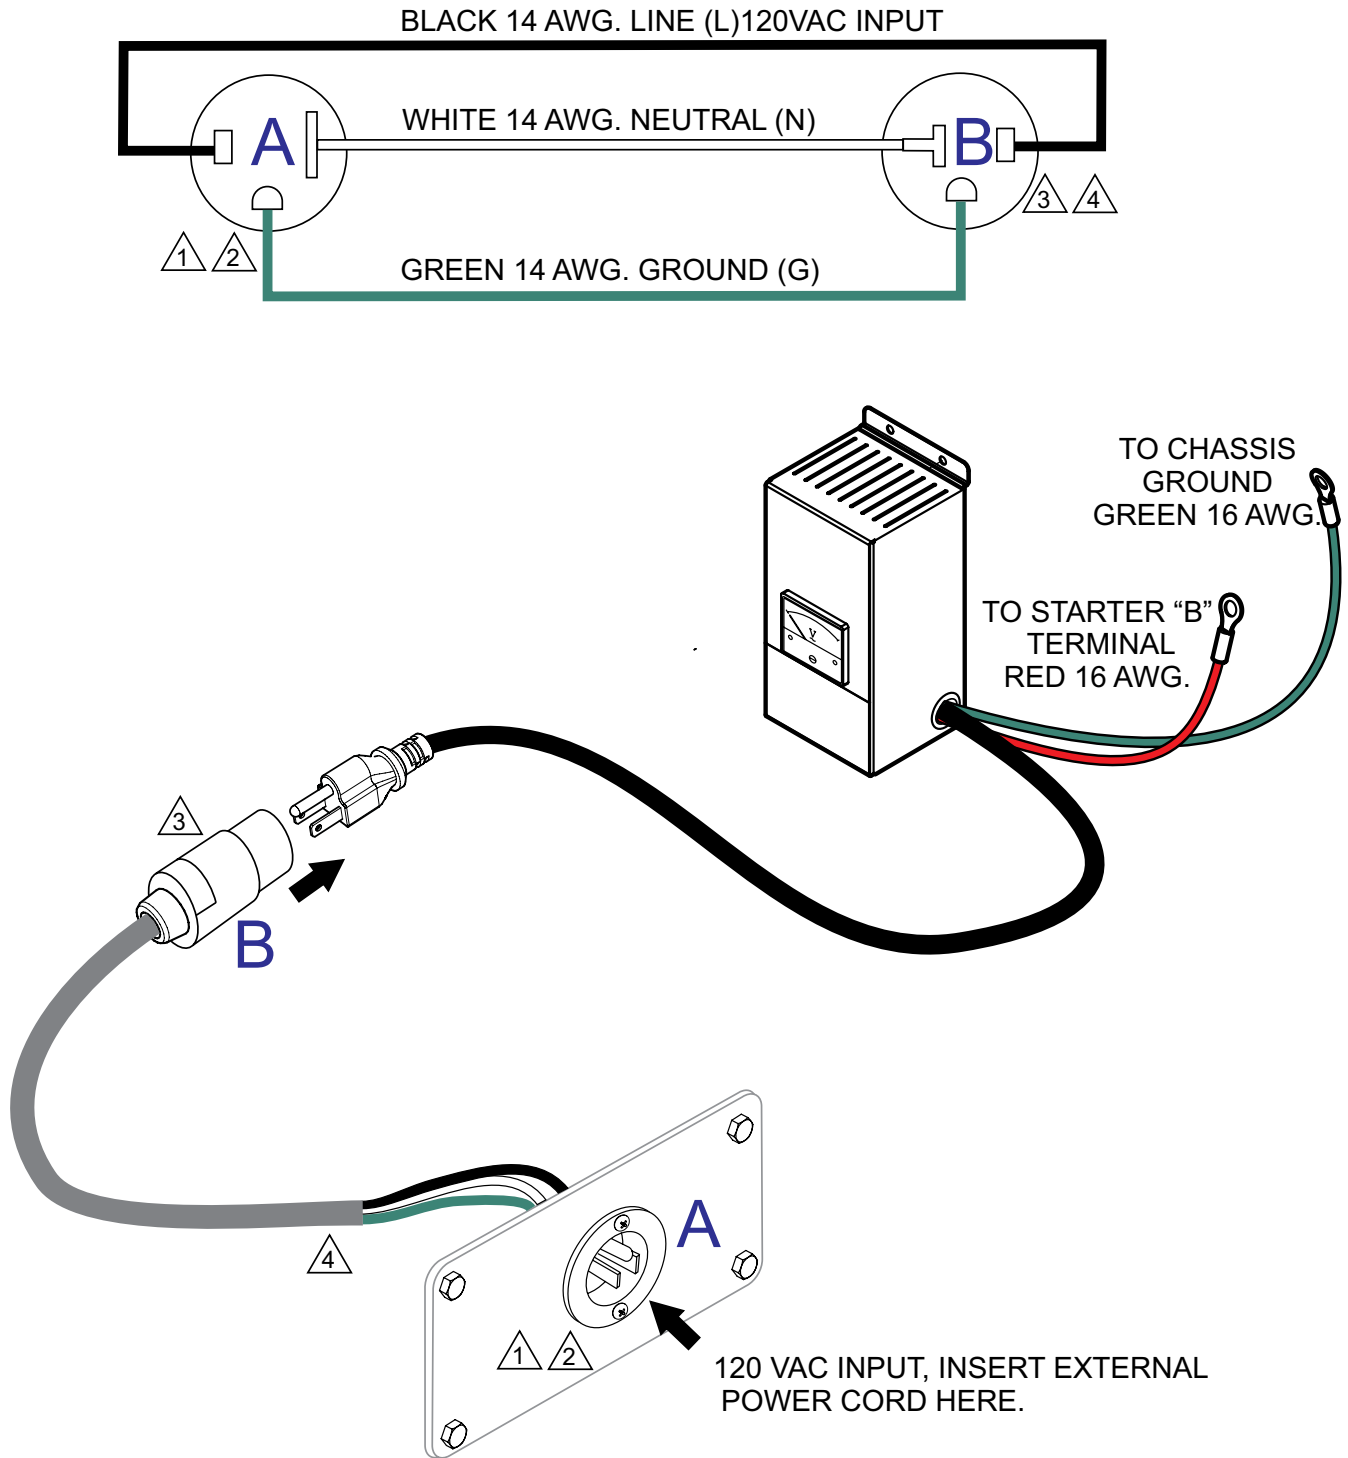 BLACK 14 AWG. LINE (L)120VAC INPUT
A
WHITE 14 AWG. NEUTRAL (N)
B
3 4
1 2
GREEN 14 AWG. GROUND (G)
TO CHASSIS
GROUND
GREEN 16 AWG.
TO STARTER “B”
TERMINAL
RED 16 AWG.
V
3
B
A
4
1 2
120 VAC INPUT, INSERT EXTERNAL
POWER CORD HERE.